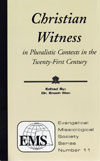 Christian
Witness
in Pluralistic Contexts in the
Twenty-First Century
Edited By:
Dr. Enoch Wan
EMS
Evangelical
Missiological
Society
Series
Number 11